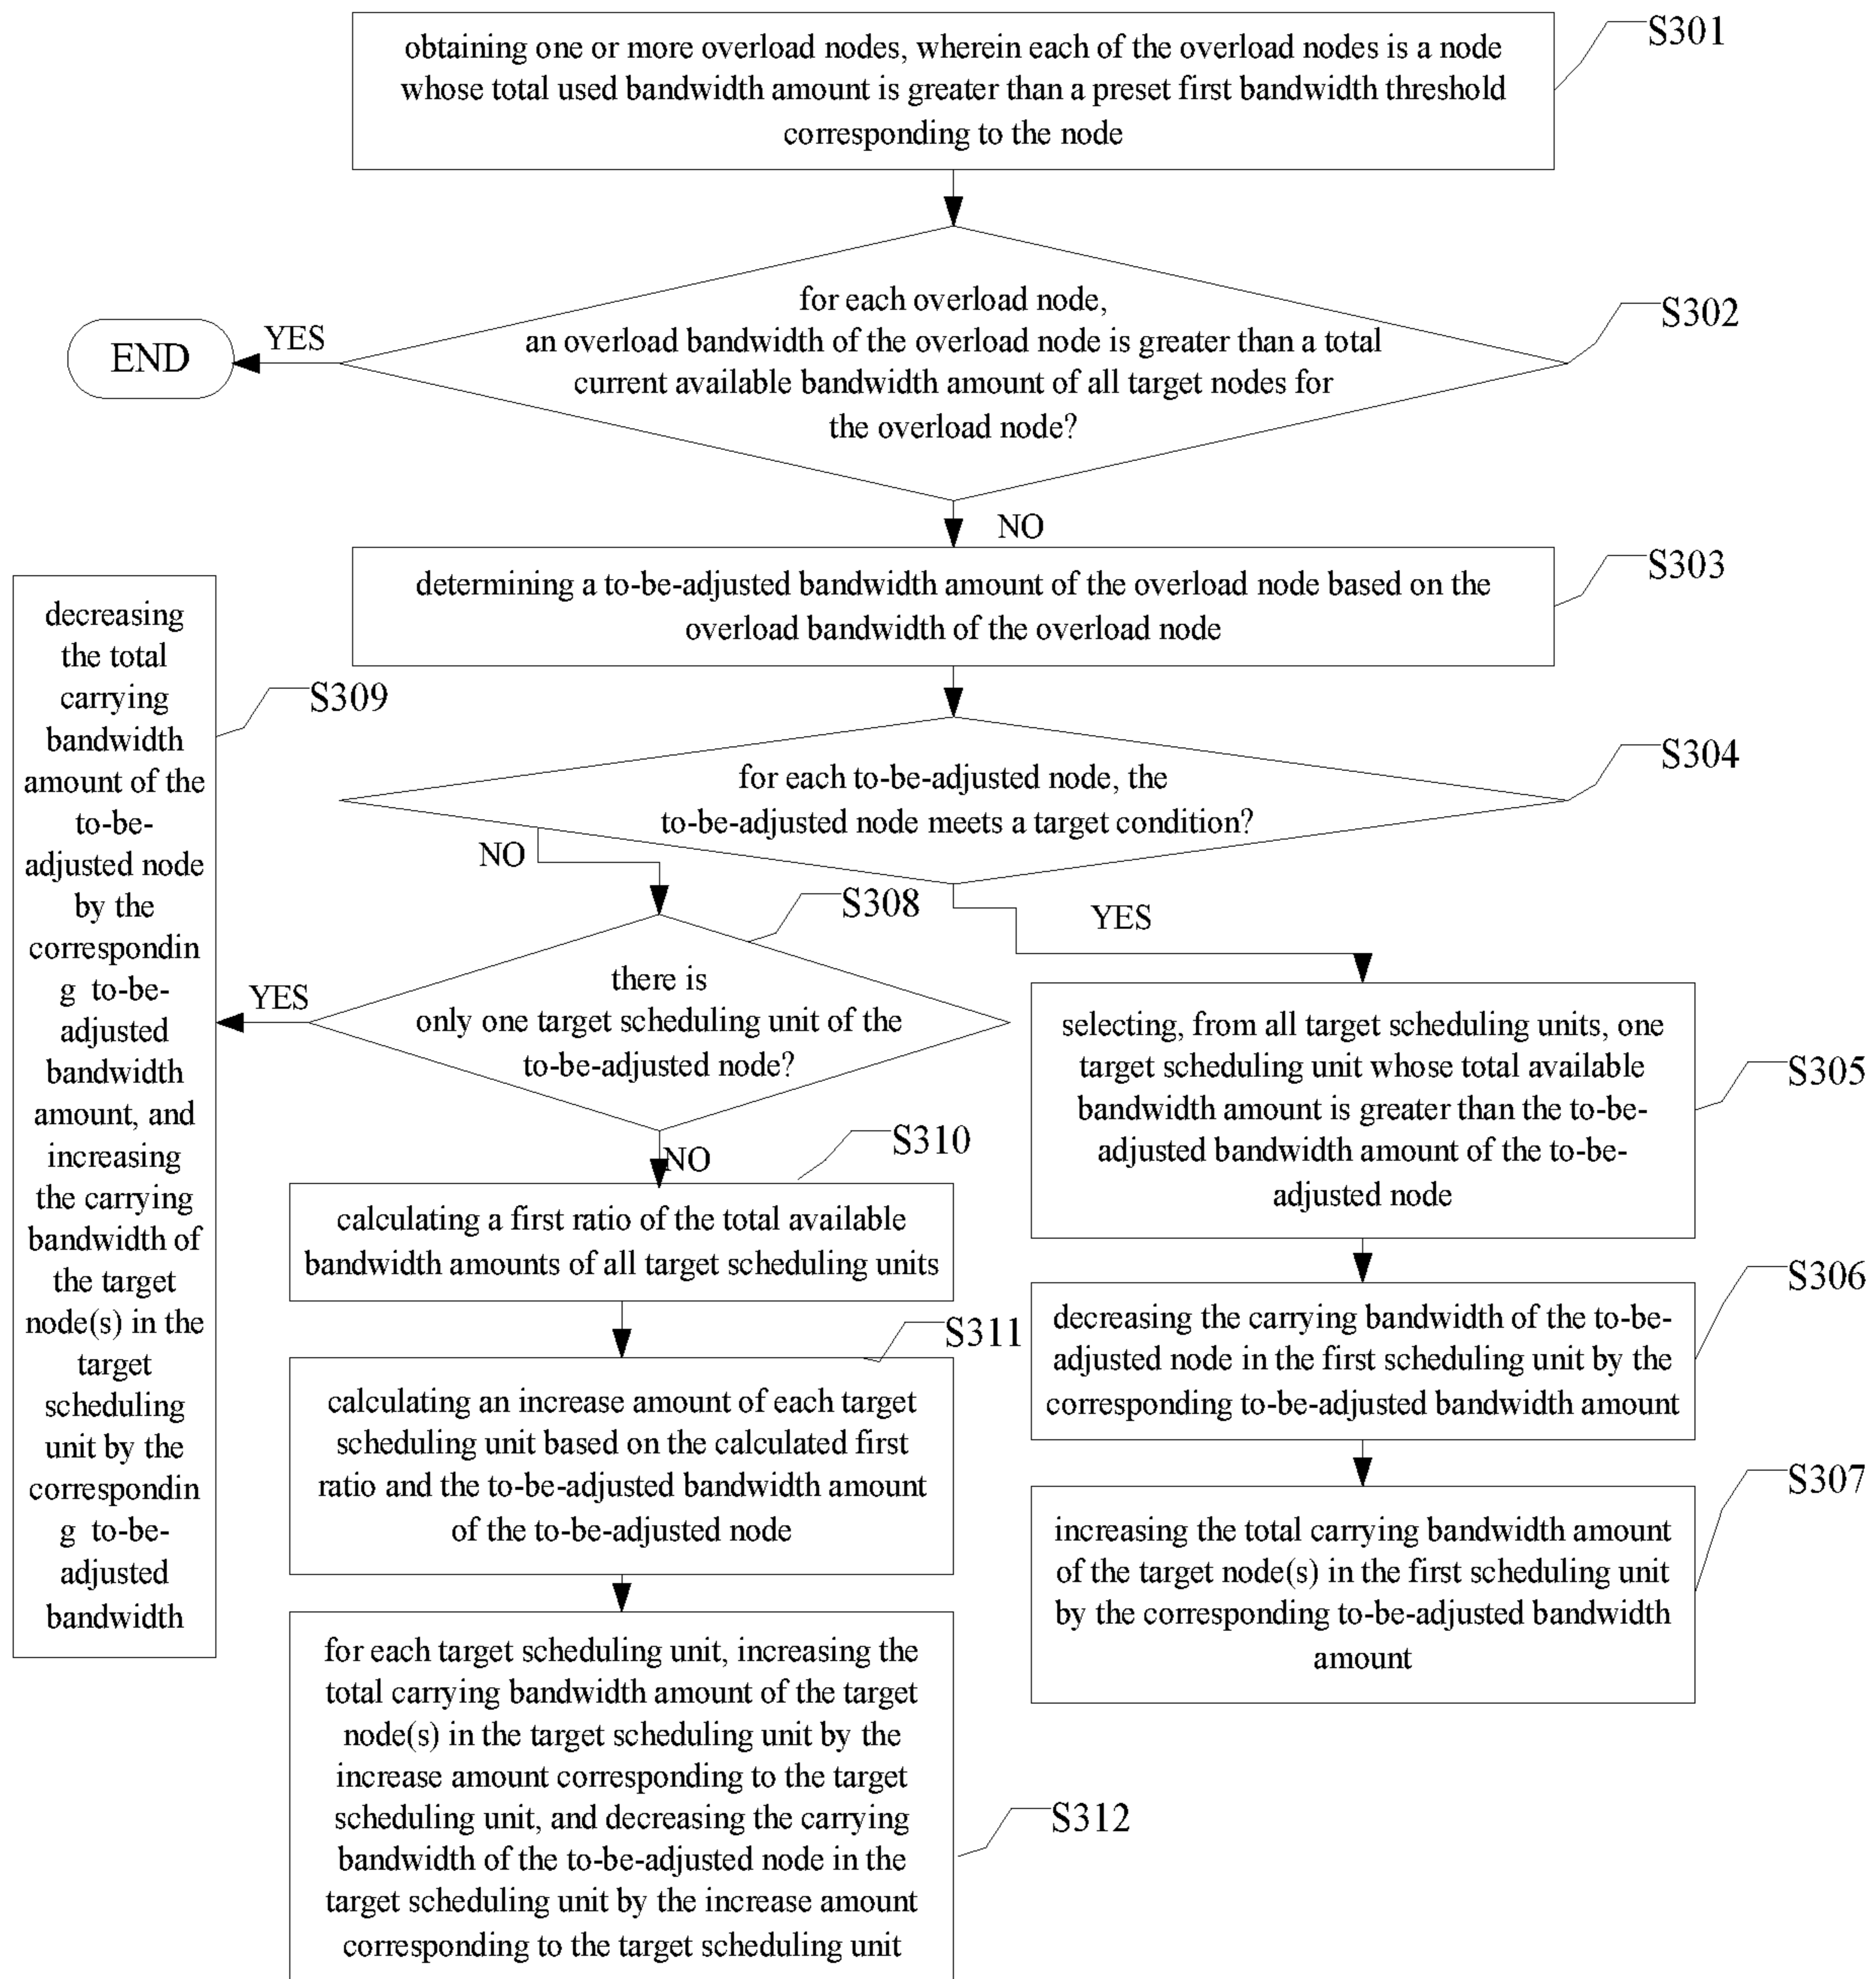 obtaining one or more overload nodes, wherein each of the overload nodes is a node
whose total used bandwidth amount is greater than a preset first bandwidth threshold
corresponding to the node
S301
for each overload node,
an overload bandwidth of the overload node is greater than a total
current available bandwidth amount of all target nodes for
the overload node?
S302
YES
END
NO
determining a to-be-adjusted bandwidth amount of the overload node based on the
overload bandwidth of the overload node
S303
for each to-be-adjusted node, the
to-be-adjusted node meets a target condition?
S304
NO
YES
selecting, from all target scheduling units, one
target scheduling unit whose total available
bandwidth amount is greater than the to-be-
adjusted bandwidth amount of the to-be-
adjusted node
S305
decreasing the carrying bandwidth of the to-be-
adjusted node in the first scheduling unit by the
corresponding to-be-adjusted bandwidth amount
S306
increasing the total carrying bandwidth amount
of the target node(s) in the first scheduling unit
by the corresponding to-be-adjusted bandwidth
amount
S307
there is
only one target scheduling unit of the
to-be-adjusted node?
S308
YES
decreasing
the total
carrying
bandwidth
amount of the
to-be-
adjusted node
by the
correspondin
g to-be-
adjusted
bandwidth
amount, and
increasing
the carrying
bandwidth of
the target
node(s) in the
target
scheduling
unit by the
correspondin
g to-be-
adjusted
bandwidth
S309
NO
calculating a first ratio of the total available
bandwidth amounts of all target scheduling units
S310
calculating an increase amount of each target
scheduling unit based on the calculated first
ratio and the to-be-adjusted bandwidth amount
of the to-be-adjusted node
S311
for each target scheduling unit, increasing the
total carrying bandwidth amount of the target
node(s) in the target scheduling unit by the
increase amount corresponding to the target
scheduling unit, and decreasing the carrying
bandwidth of the to-be-adjusted node in the
target scheduling unit by the increase amount
corresponding to the target scheduling unit
S312